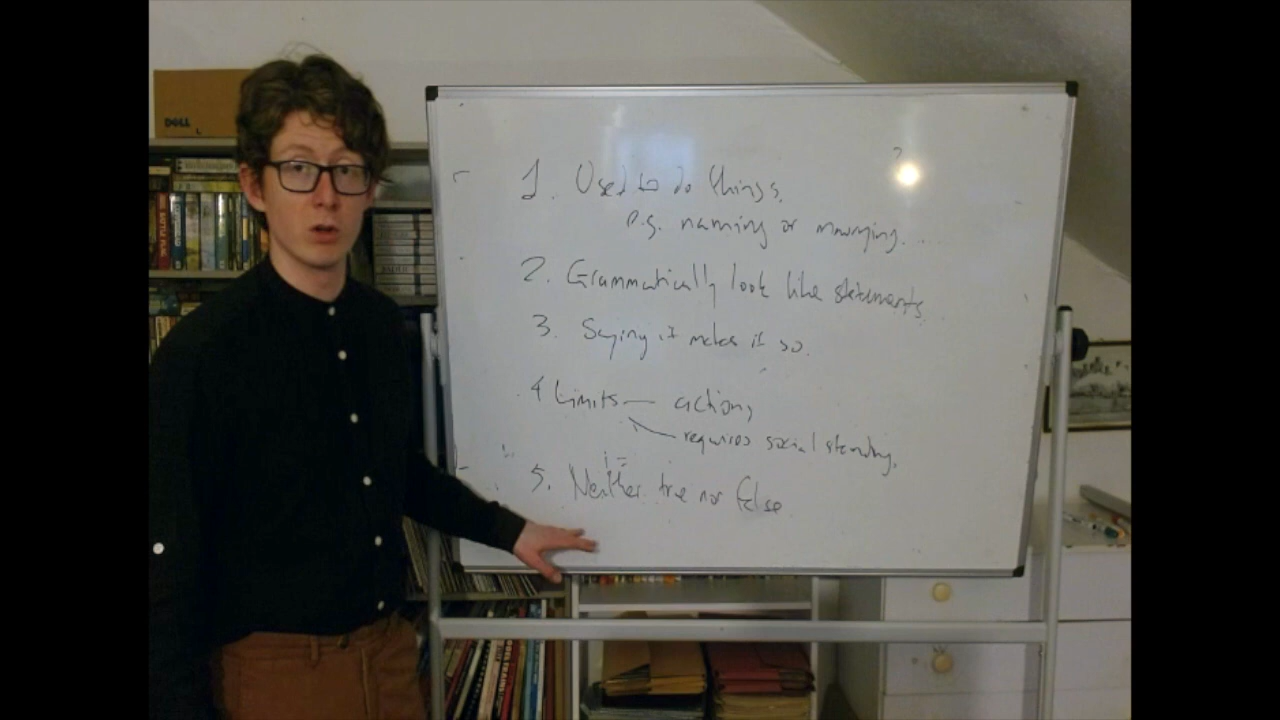 DELL
1. Used to do things.
e.g. naming or marrying....
2. Grammatically look like statements.
3. Saying it makes it so.
4 Limits — actions
requires social standing.
5. Neither true nor false.